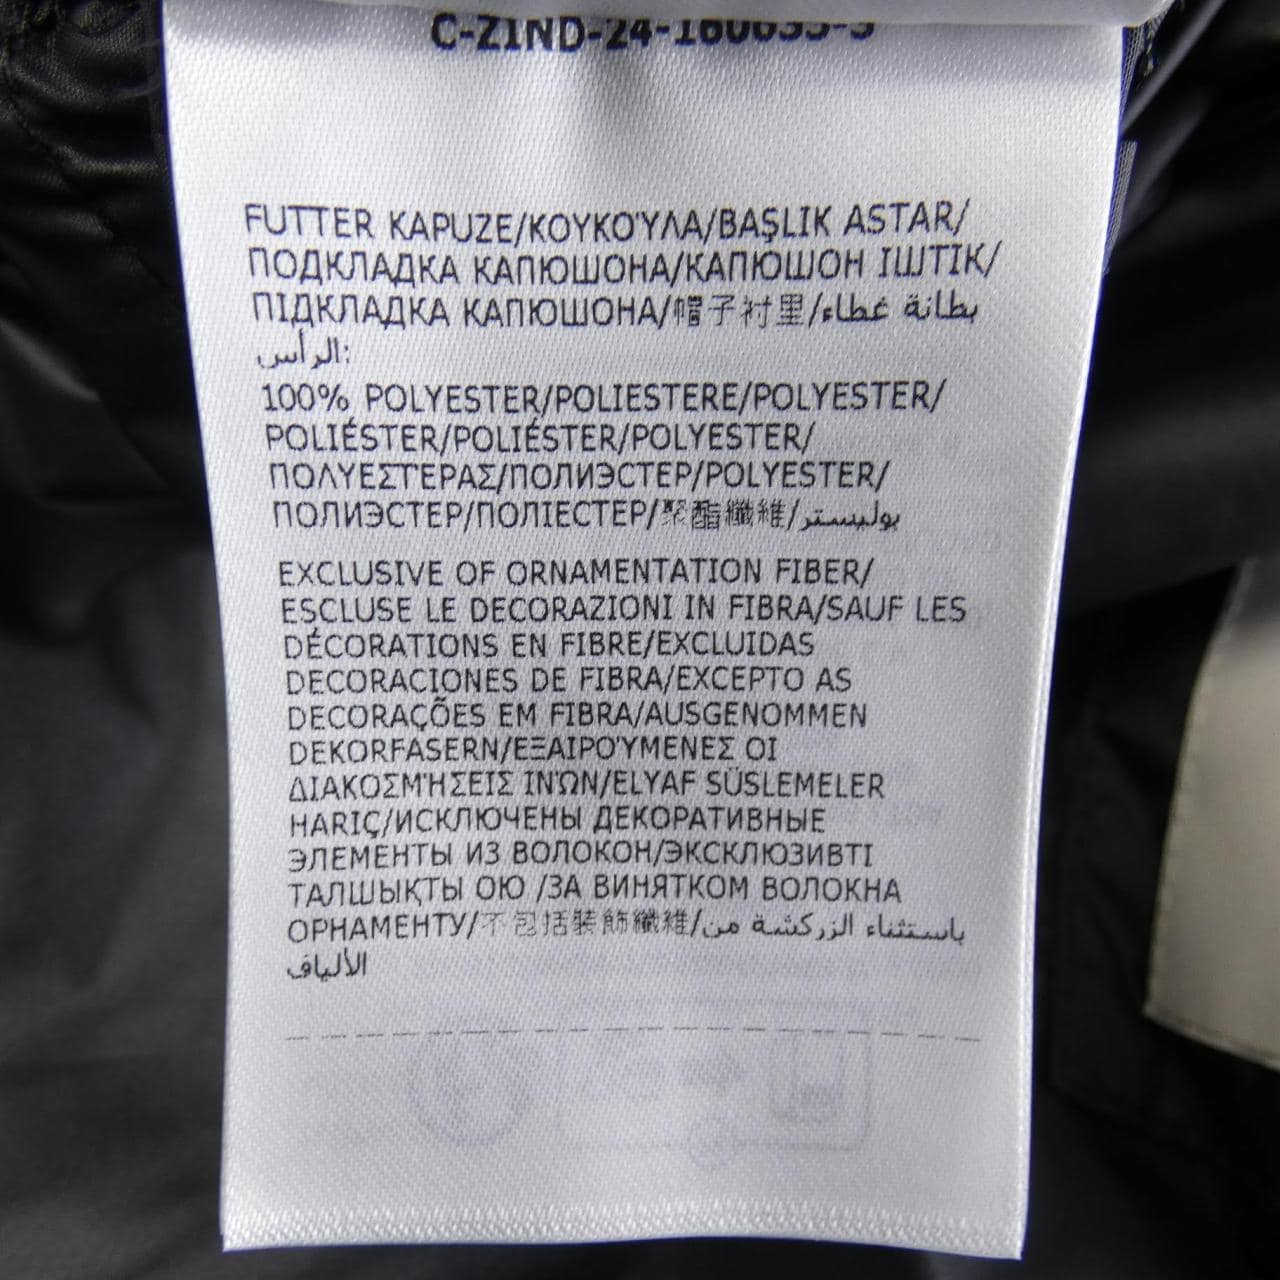 FUTTER KAPUZE/ΚΟΥΚΟΎΛΑ/BAŞLIK ASTAR/
ПОДКЛАДКА КАПЮШОНА/КАПЮШОН ІШТІК/
ПІДКЛАДКА КАПЮШОНА/帽子衬里/بطانة غطاء
الرأس:
100% POLYESTER/POLIESTERE/POLYESTER/
POLIÉSTER/POLIÉSTER/POLYESTER/
ΠΟΛΥΕΣΤΈΡΑΣ/ПОЛИЭСТЕР/POLYESTER/
ПОЛИЭСТЕР/ПОЛІЕСТЕР/聚酯纖維/بوليستر
EXCLUSIVE OF ORNAMENTATION FIBER/
ESCLUSE LE DECORAZIONI IN FIBRA/SAUF LES
DÉCORATIONS EN FIBRE/EXCLUIDAS
DECORACIONES DE FIBRA/EXCEPTO AS
DECORAÇÕES EM FIBRA/AUSGENOMMEN
DEKORFASERN/ΕΞΑΙΡΟΎΜΕΝΕΣ ΟΙ
ΔΙΑΚΟΣΜΉΣΕΙΣ ΙΝΏΝ/ELYAF SÜSLEMELER
HARIÇ/ИСКЛЮЧЕНЫ ДЕКОРАТИВНЫЕ
ЭЛЕМЕНТЫ ИЗ ВОЛОКОН/ЭКСКЛЮЗИВТІ
ТАЛШЫҚТЫ ОЮ /ЗА ВИНЯТКОМ ВОЛОКНА
ОРНАМЕНТУ/不包括裝飾纖維/باستثناء الزركشة من
الألياف